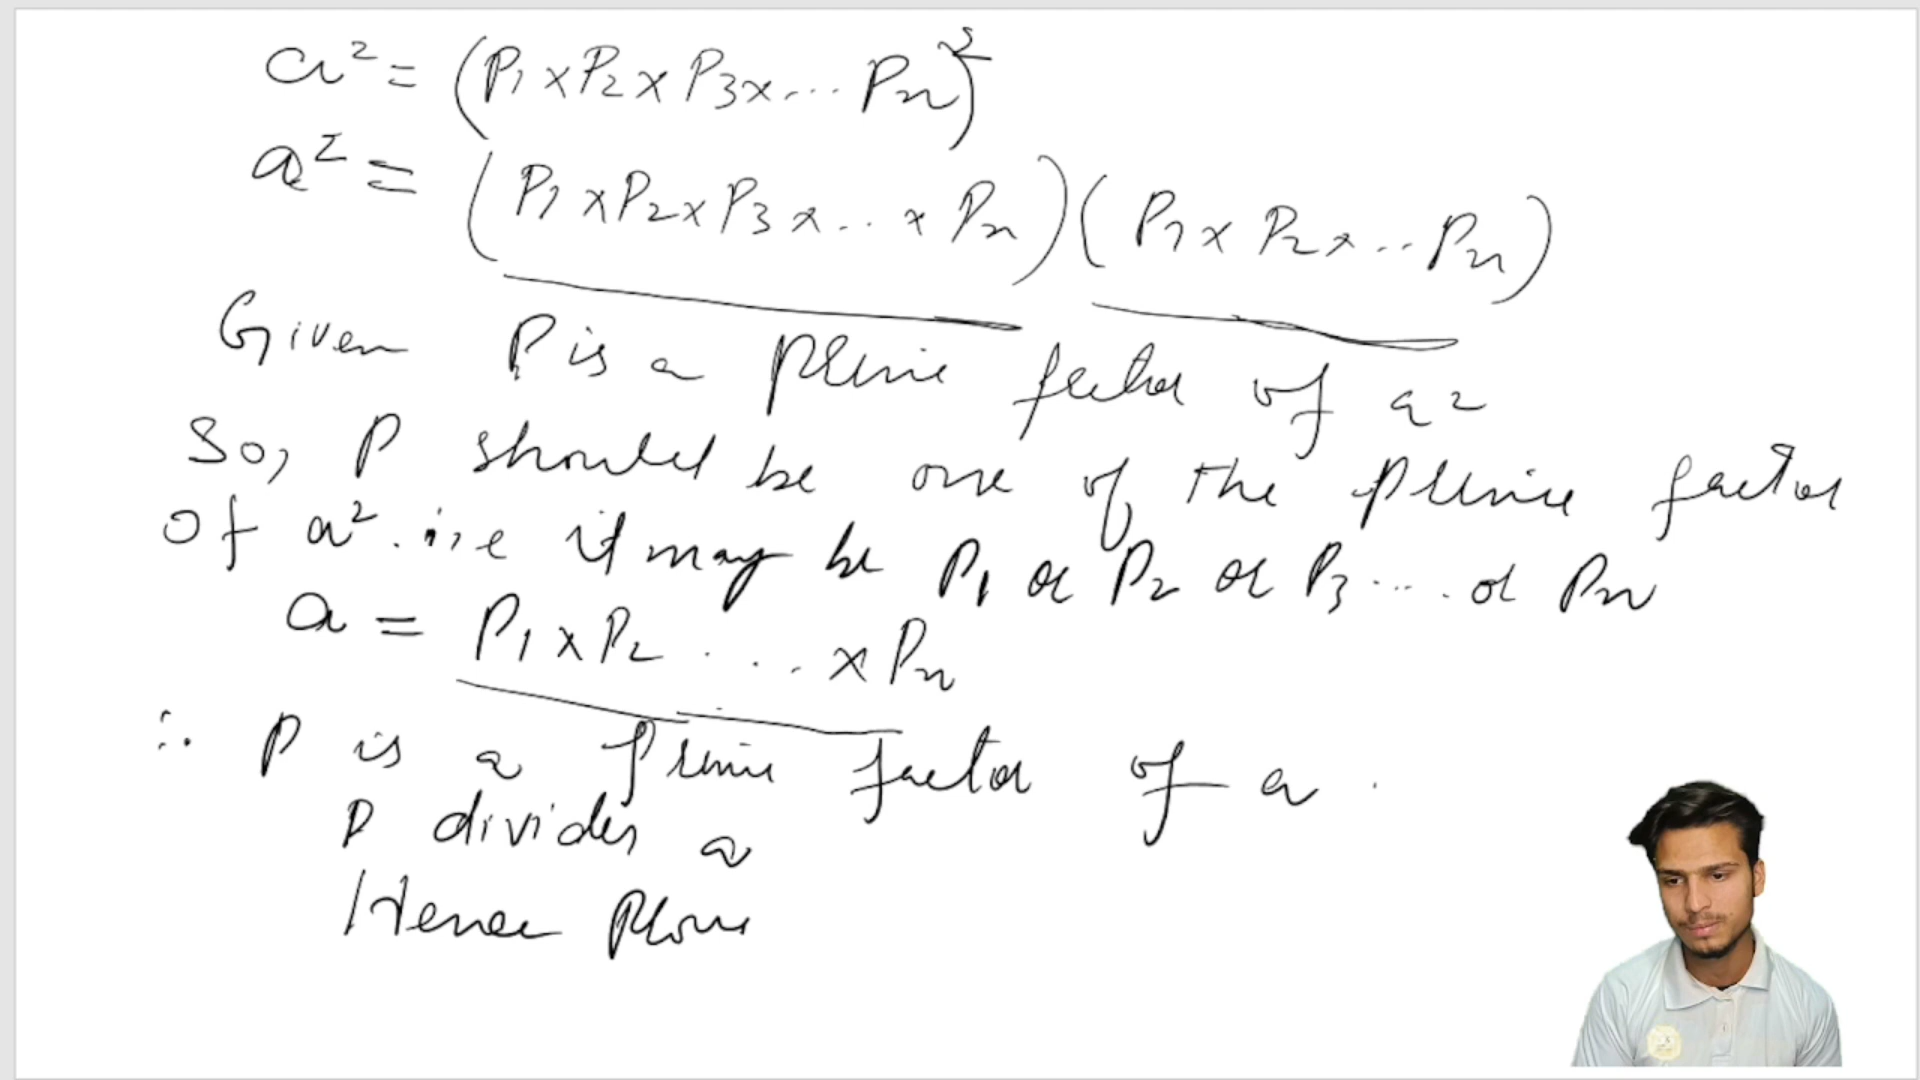 a² = (P₁ x P₂ x P₃ x ... Pₙ)²
a² = (P₁ x P₂ x P₃ x ... x Pₙ) (P₁ x P₂ x ... Pₙ)
Given P is a prime factor of a²
So, P should be one of the prime factor
of a². i.e it may be P₁ or P₂ or P₃ .... or Pₙ
a = P₁ x P₂ .... x Pₙ
∴ P is a prime factor of a.
P divides a
Hence Prove